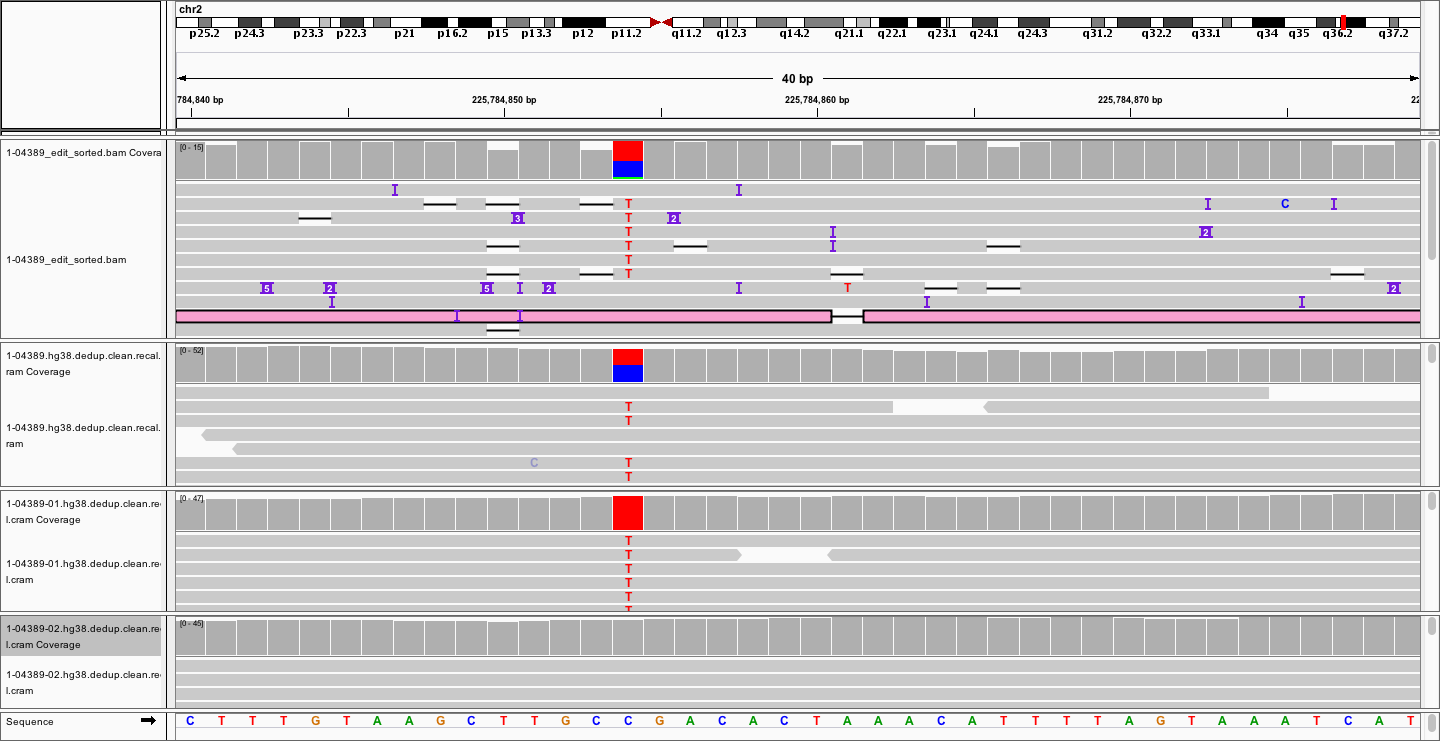 chr2
p25.2 p24.3 p23.3 p22.3 p21 p16.2 p15 p13.3 p12 p11.2 q11.2 q12.3 q14.2 q21.1 q22.1 q23.1 q24.1 q24.3 q31.2 q32.2 q33.1 q34 q35 q36.2 q37.2
40 bp
784,840 bp 225,784,850 bp 225,784,860 bp 225,784,870 bp 22
1-04389_edit_sorted.bam Covera
[0 - 15]
I I
T I C I
3 T 2
T I 2
1-04389_edit_sorted.bam
T I
T
T
5 2 5 I 2 I T 2
I I I
I I
1-04389.hg38.dedup.clean.recal.
ram Coverage
[0 - 52]
T
T
1-04389.hg38.dedup.clean.recal.
ram
C T
T
1-04389-01.hg38.dedup.clean.re
l.cram Coverage
[0 - 47]
T
T
1-04389-01.hg38.dedup.clean.re
l.cram
T
T
T
T
1-04389-02.hg38.dedup.clean.re
l.cram Coverage
[0 - 45]
1-04389-02.hg38.dedup.clean.re
l.cram
Sequence C T T T G T A A G C T T G C C G A C A C T A A A C A T T T T A G T A A A T C A T